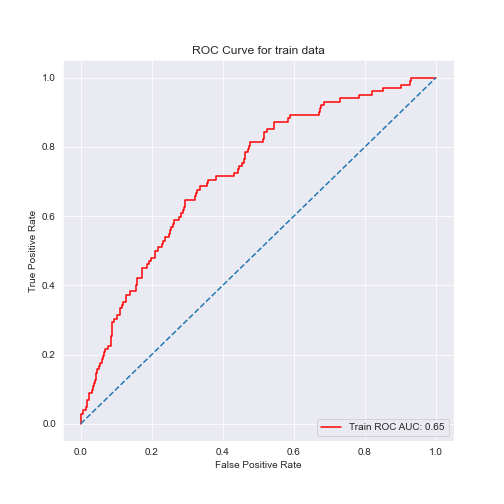 ROC Curve for train data
1.0
0.8
0.6
0.4
0.2
0.0
True Positive Rate
Train ROC AUC: 0.65
0.0 0.2 0.4 0.6 0.8 1.0
False Positive Rate